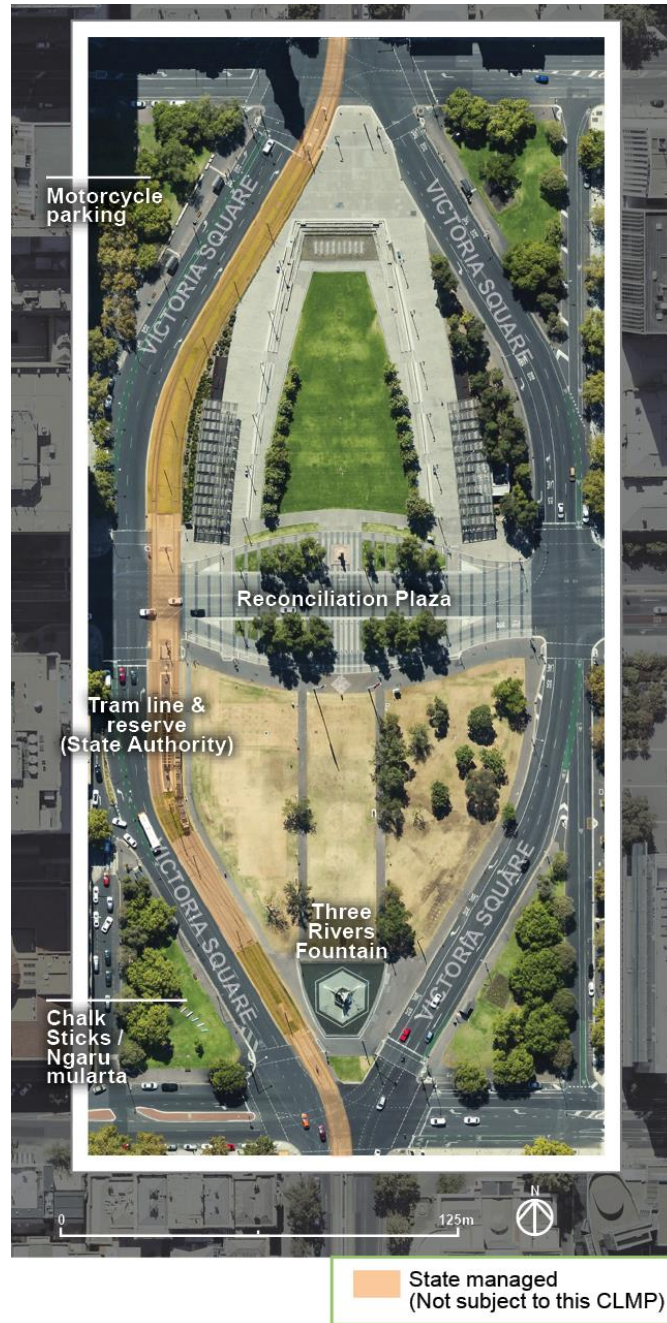 Motorcycle
parking
VICTORIA SQUARE
VICTORIA SQUARE
Reconciliation Plaza
Tram line &
reserve
(State Authority)
VICTORIA SQUARE
VICTORIA SQUARE
Three
Rivers
Fountain
Chalk
Sticks /
Ngaru
mularta
0
125m
N
State managed
(Not subject to this CLMP)